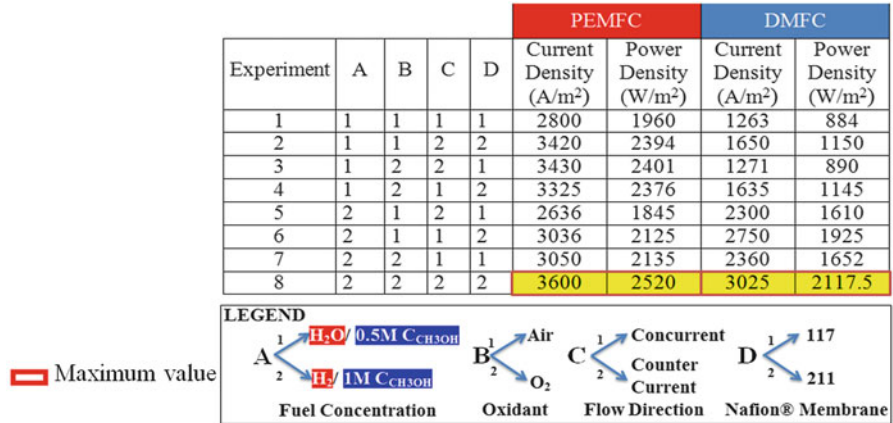 PEMFC DMFC
Experiment A B C D Current Density (A/m²) Power Density (W/m²) Current Density (A/m²) Power Density (W/m²)
1 1 1 1 1 2800 1960 1263 884
2 1 1 2 2 3420 2394 1650 1150
3 1 2 2 1 3430 2401 1271 890
4 1 2 1 2 3325 2376 1635 1145
5 2 1 2 1 2636 1845 2300 1610
6 2 1 1 2 3036 2125 2750 1925
7 2 2 1 1 3050 2135 2360 1652
8 2 2 2 2 3600 2520 3025 2117.5
Maximum value
LEGEND
A 1 H₂O/ 0.5M C_CH3OH
2 H₂/ 1M C_CH3OH
Fuel Concentration
B 1 Air
2 O₂
Oxidant
C 1 Concurrent
2 Counter
Current
Flow Direction
D 1 117
2 211
Nafion® Membrane